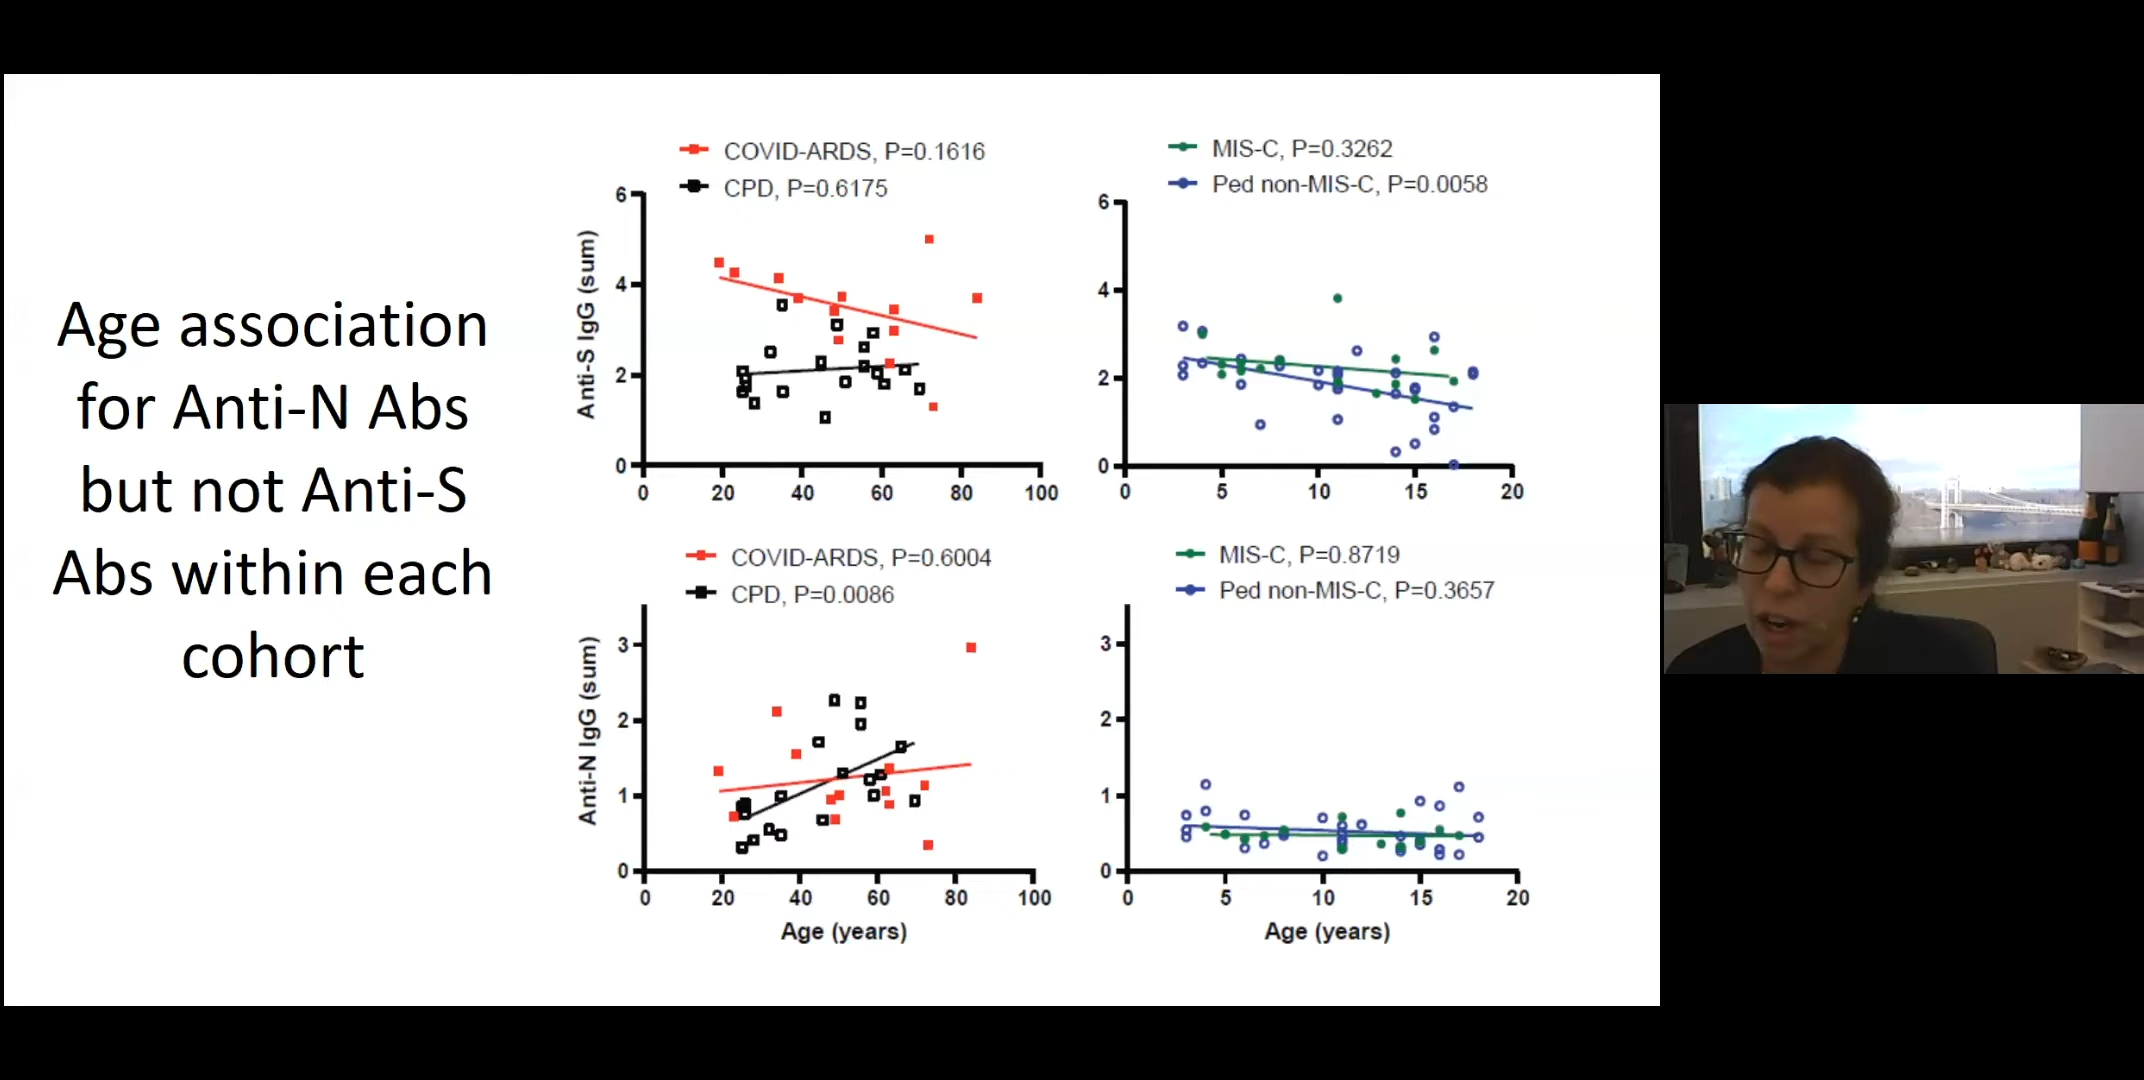 Age association
for Anti-N Abs
but not Anti-S
Abs within each
cohort
COVID-ARDS, P=0.1616
CPD, P=0.6175
Anti-S IgG (sum)
6
4
2
0
0 20 40 60 80 100
MIS-C, P=0.3262
Ped non-MIS-C, P=0.0058
6
4
2
0
0 5 10 15 20
COVID-ARDS, P=0.6004
CPD, P=0.0086
Anti-N IgG (sum)
3
2
1
0
0 20 40 60 80 100
Age (years)
MIS-C, P=0.8719
Ped non-MIS-C, P=0.3657
3
2
1
0
0 5 10 15 20
Age (years)